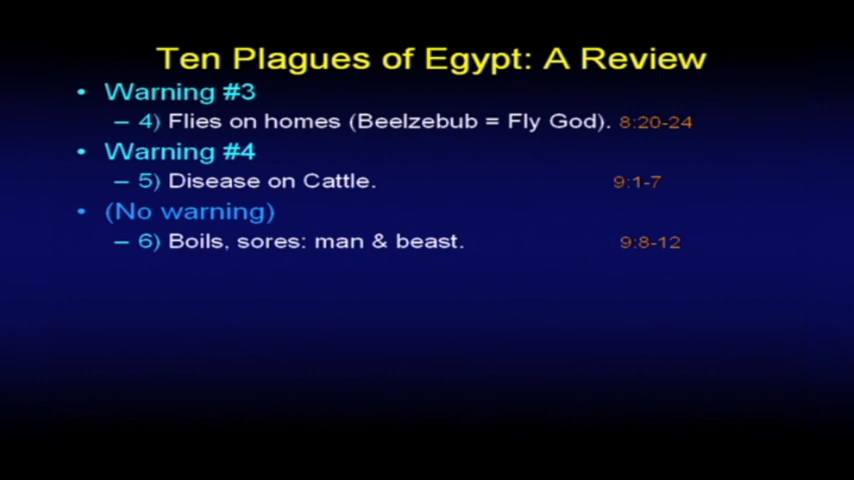 Ten Plagues of Egypt: A Review
• Warning #3
– 4) Flies on homes (Beelzebub = Fly God). 8:20-24
• Warning #4
– 5) Disease on Cattle. 9:1-7
• (No warning)
– 6) Boils, sores: man & beast. 9:8-12